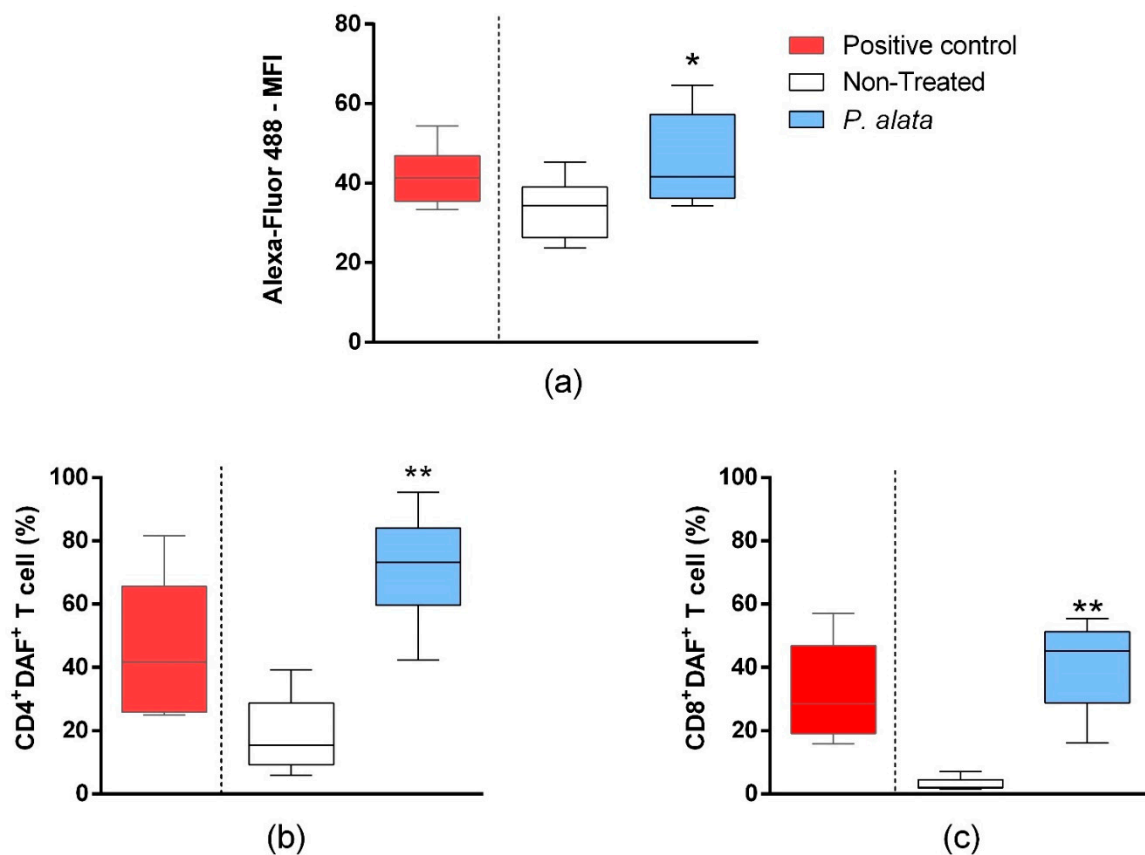 80
60
40
20
0
Alexa-Fluor 488 - MFI
*
Positive control
Non-Treated
P. alata
(a)
100
80
60
40
20
0
CD4⁺DAF⁺ T cell (%)
**
(b)
100
80
60
40
20
0
CD8⁺DAF⁺ T cell (%)
**
(c)